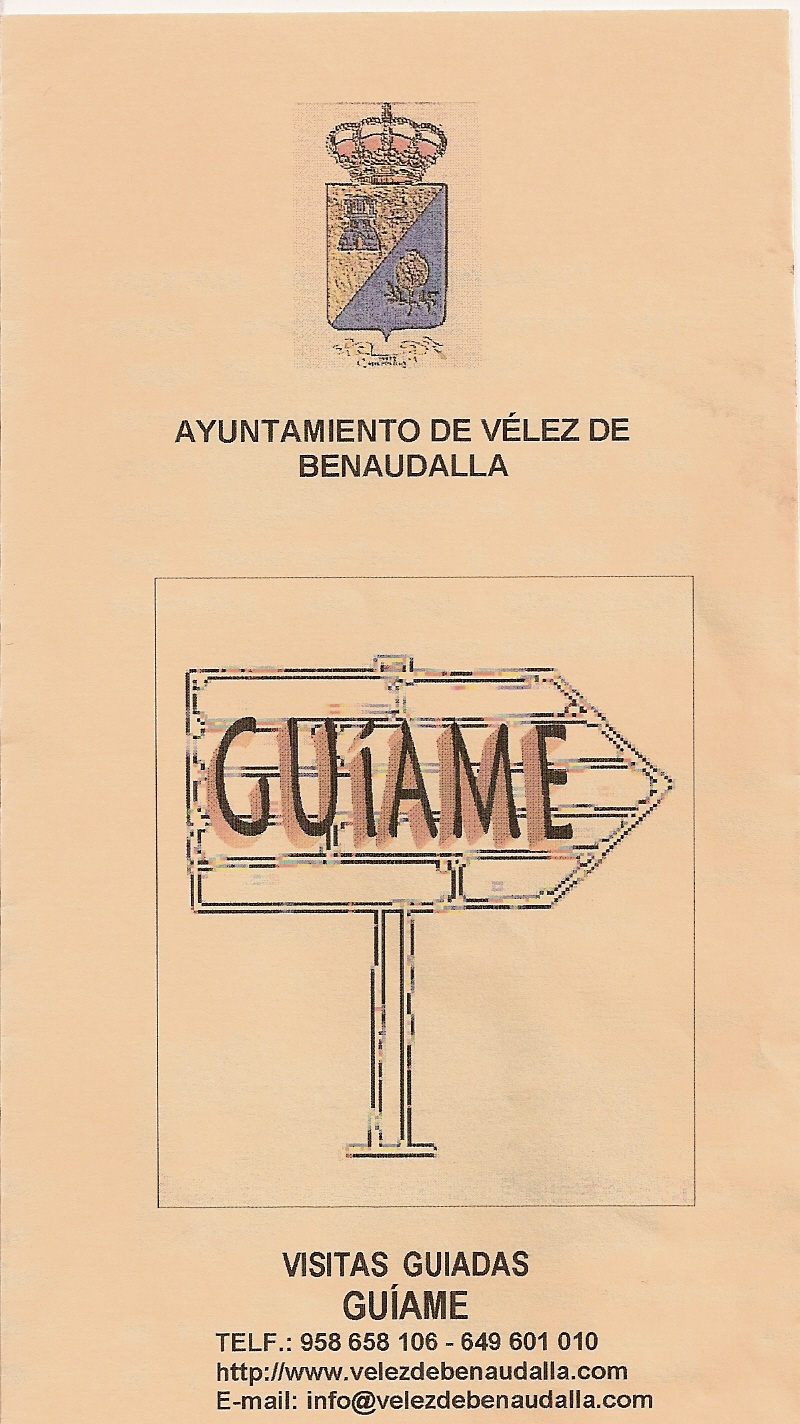 AYUNTAMIENTO DE VÉLEZ DE
BENAUDALLA
GUíAME
VISITAS GUIADAS
GUÍAME
TELF.: 958 658 106 - 649 601 010
http://www.velezdebenaudalla.com
E-mail: info@velezdebenaudalla.com